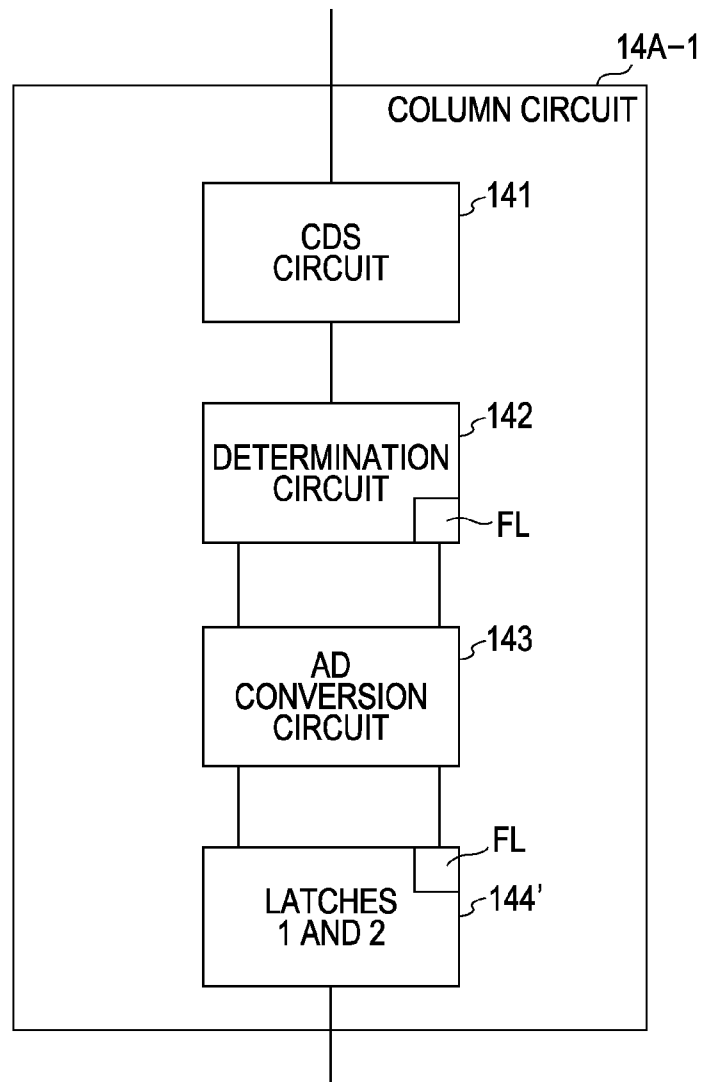 14A-1
COLUMN CIRCUIT
141
CDS
CIRCUIT
142
DETERMINATION
CIRCUIT
FL
143
AD
CONVERSION
CIRCUIT
FL
LATCHES
1 AND 2
144'